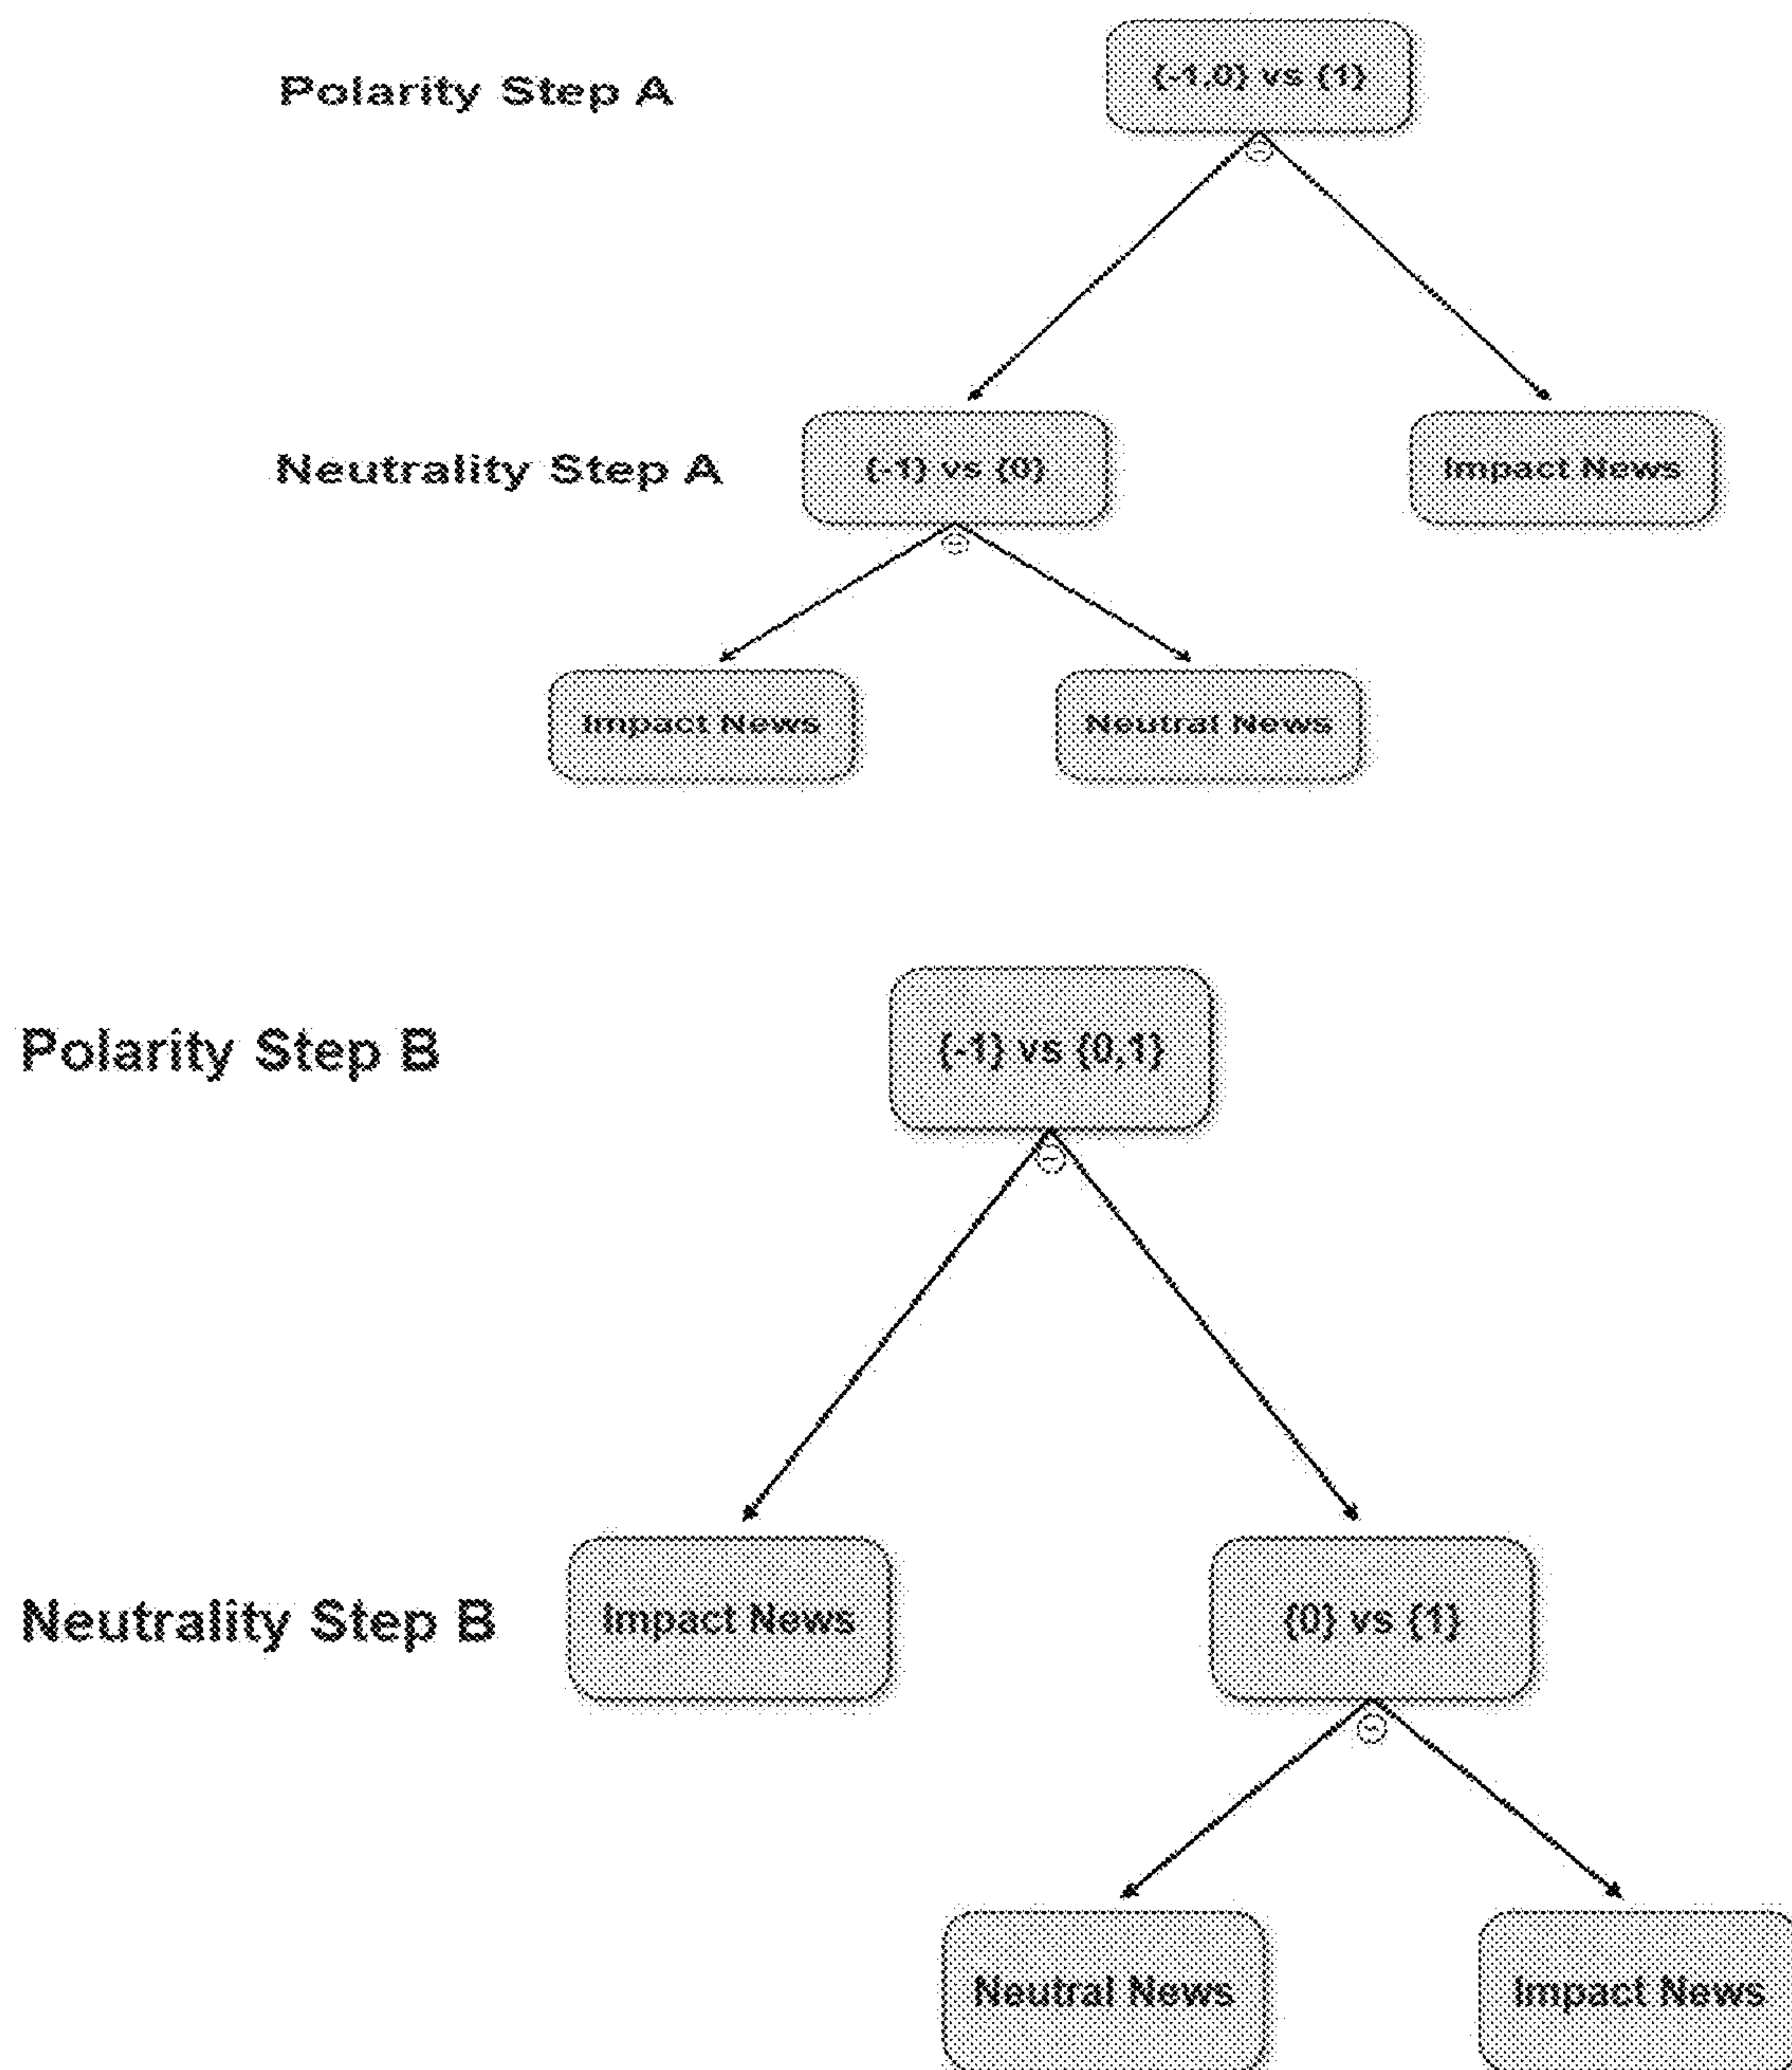 Polarity Step A
{-1,0} vs {1}
Neutrality Step A
{-1} vs {0}
Impact News
Impact News
Neutral News
Polarity Step B
{-1} vs {0,1}
Neutrality Step B
Impact News
{0} vs {1}
Neutral News
Impact News